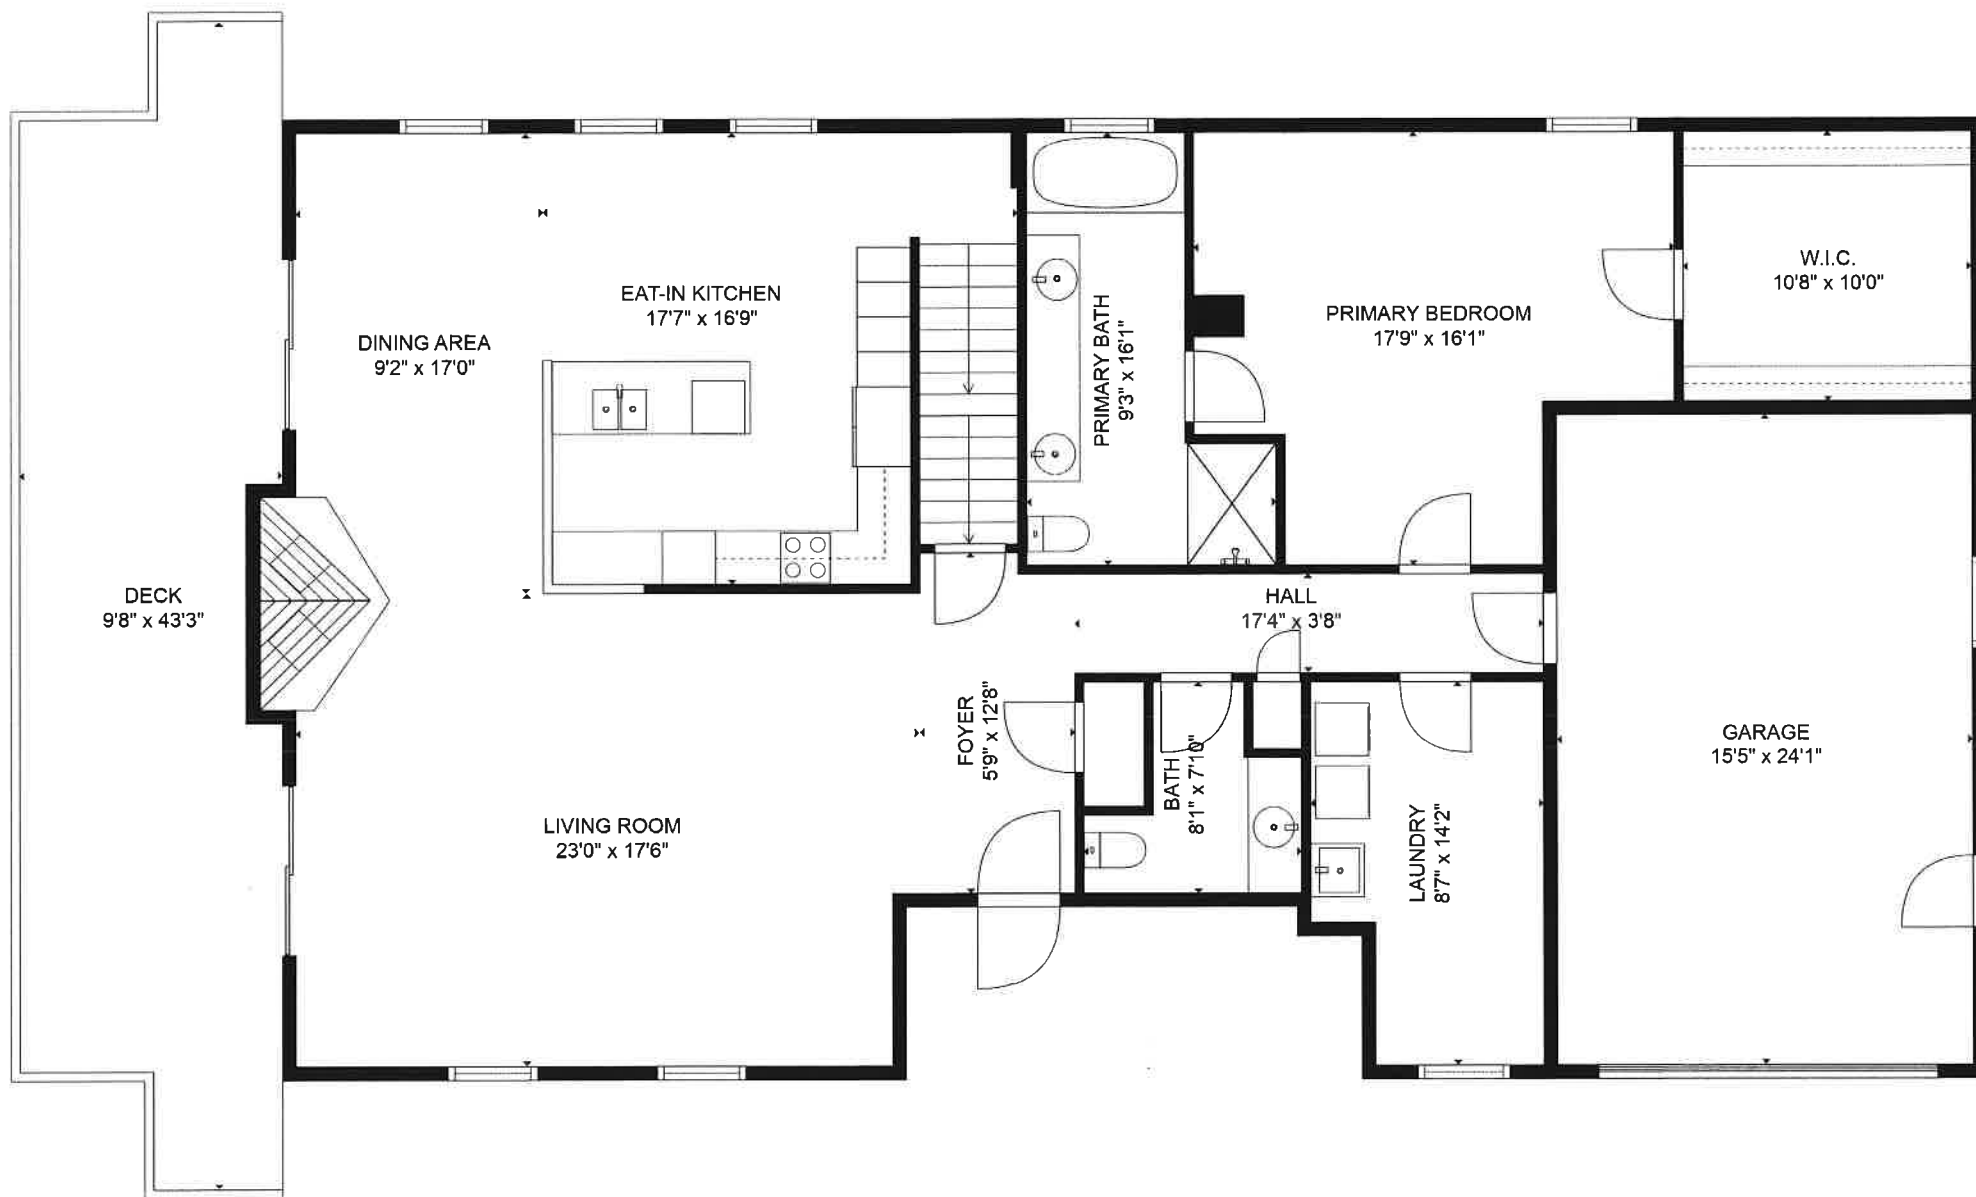 EAT-IN KITCHEN
17'7" x 16'9"
DINING AREA
9'2" x 17'0"
PRIMARY BATH
9'3" x 16'1"
PRIMARY BEDROOM
17'9" x 16'1"
W.I.C.
10'8" x 10'0"
DECK
9'8" x 43'3"
HALL
17'4" x 3'8"
FOYER
5'9" x 12'8"
BATH
8'1" x 7'10"
LIVING ROOM
23'0" x 17'6"
LAUNDRY
8'7" x 14'2"
GARAGE
15'5" x 24'1"